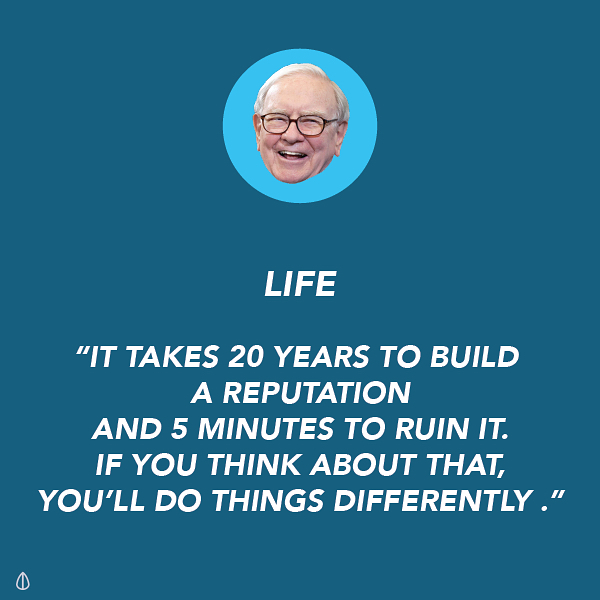 LIFE
“IT TAKES 20 YEARS TO BUILD
A REPUTATION
AND 5 MINUTES TO RUIN IT.
IF YOU THINK ABOUT THAT,
YOU’LL DO THINGS DIFFERENTLY .”